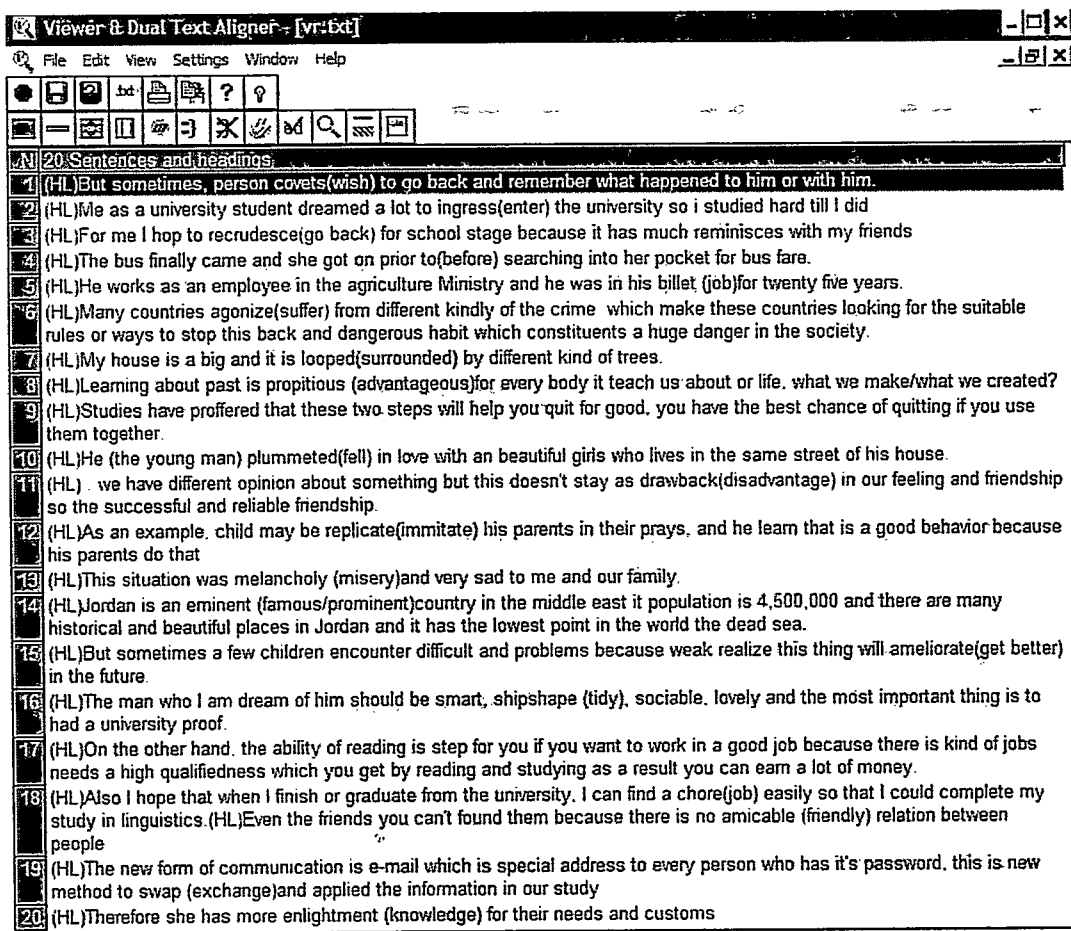 Viewer & Dual Text Aligner - [vr.txt]
File Edit View Settings Window Help
.txt ? ?
N 20 Sentences and headings
1 (HL)But sometimes, person covets(wish) to go back and remember what happened to him or with him.
2 (HL)Me as a university student dreamed a lot to ingress(enter) the university so i studied hard till I did
3 (HL)For me I hop to recrudesce(go back) for school stage because it has much reminisces with my friends
4 (HL)The bus finally came and she got on prior to(before) searching into her pocket for bus fare.
5 (HL)He works as an employee in the agriculture Ministry and he was in his billet (job)for twenty five years.
6 (HL)Many countries agonize(suffer) from different kindly of the crime which make these countries looking for the suitable
rules or ways to stop this back and dangerous habit which constituents a huge danger in the society.
7 (HL)My house is a big and it is looped(surrounded) by different kind of trees.
8 (HL)Learning about past is propitious (advantageous)for every body it teach us about or life, what we make/what we created?
9 (HL)Studies have proffered that these two steps will help you quit for good, you have the best chance of quitting if you use
them together.
10 (HL)He (the young man) plummeted(fell) in love with an beautiful girls who lives in the same street of his house.
11 (HL) . we have different opinion about something but this doesn't stay as drawback(disadvantage) in our feeling and friendship
so the successful and reliable friendship.
12 (HL)As an example, child may be replicate(immitate) his parents in their prays, and he learn that is a good behavior because
his parents do that
13 (HL)This situation was melancholy (misery)and very sad to me and our family.
14 (HL)Jordan is an eminent (famous/prominent)country in the middle east it population is 4,500,000 and there are many
historical and beautiful places in Jordan and it has the lowest point in the world the dead sea.
15 (HL)But sometimes a few children encounter difficult and problems because weak realize this thing will ameliorate(get better)
in the future.
16 (HL)The man who I am dream of him should be smart, shipshape (tidy), sociable, lovely and the most important thing is to
had a university proof.
17 (HL)On the other hand, the ability of reading is step for you if you want to work in a good job because there is kind of jobs
needs a high qualifiedness which you get by reading and studying as a result you can earn a lot of money.
18 (HL)Also I hope that when I finish or graduate from the university, I can find a chore(job) easily so that I could complete my
study in linguistics.(HL)Even the friends you can't found them because there is no amicable (friendly) relation between
people
19 (HL)The new form of communication is e-mail which is special address to every person who has it's password, this is new
method to swap (exchange)and applied the information in our study
20 (HL)Therefore she has more enlightment (knowledge) for their needs and customs